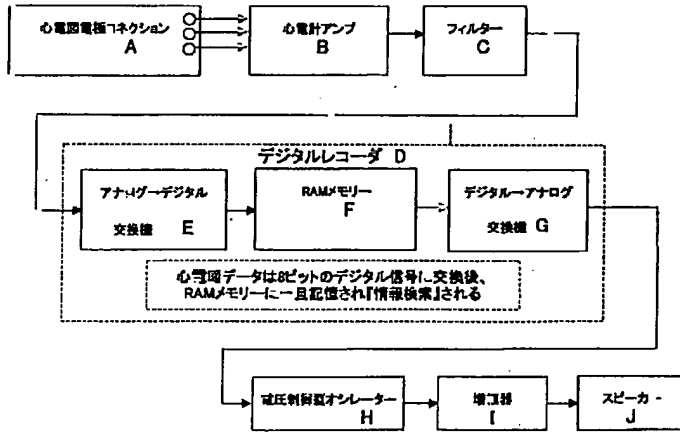 心電図電極コネクション
A
心電計アンプ
B
フィルター
C
デジタルレコーダ D
アナログ→デジタル
交換機 E
RAMメモリー
F
デジタル→アナログ
交換機 G
心電図データは8ビットのデジタル信号に交換後、
RAMメモリーに一旦記憶され『情報検索』される
電圧制御型オシレーター
H
増幅器
I
スピーカー
J